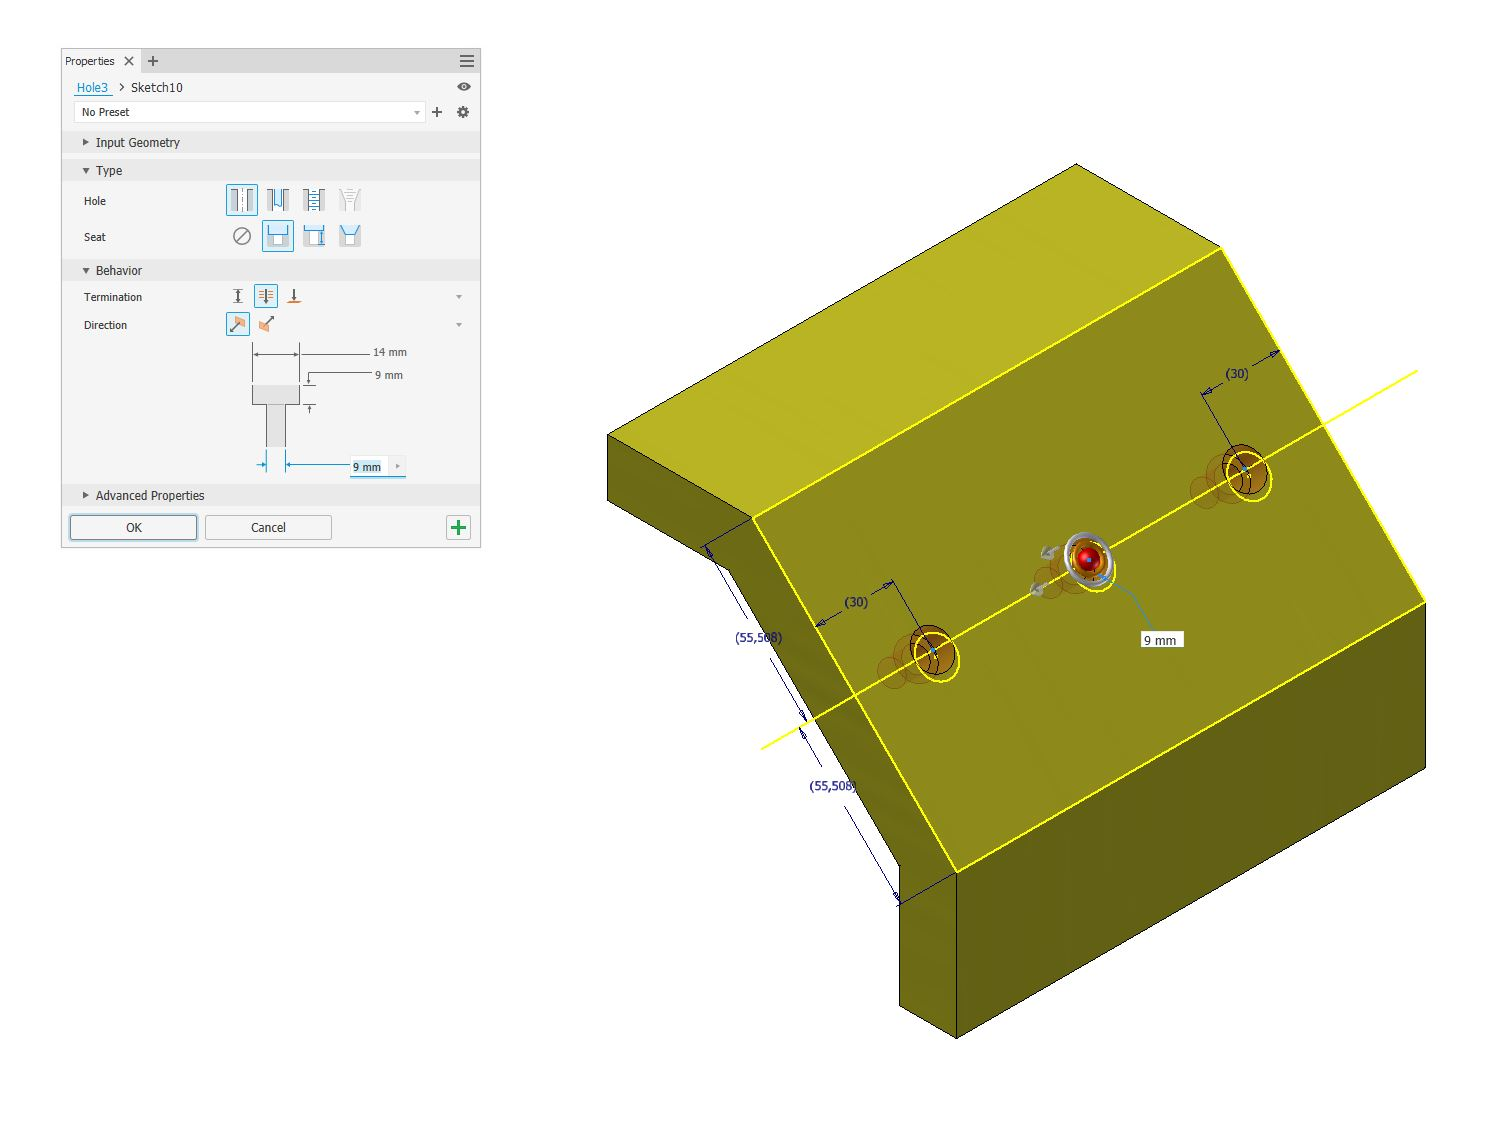 Properties
Hole3 > Sketch10
No Preset
Input Geometry
Type
Hole
Seat
Behavior
Termination
Direction
14 mm
9 mm
9 mm
Advanced Properties
OK Cancel
(30)
(30)
(55,508)
9 mm
(55,508)